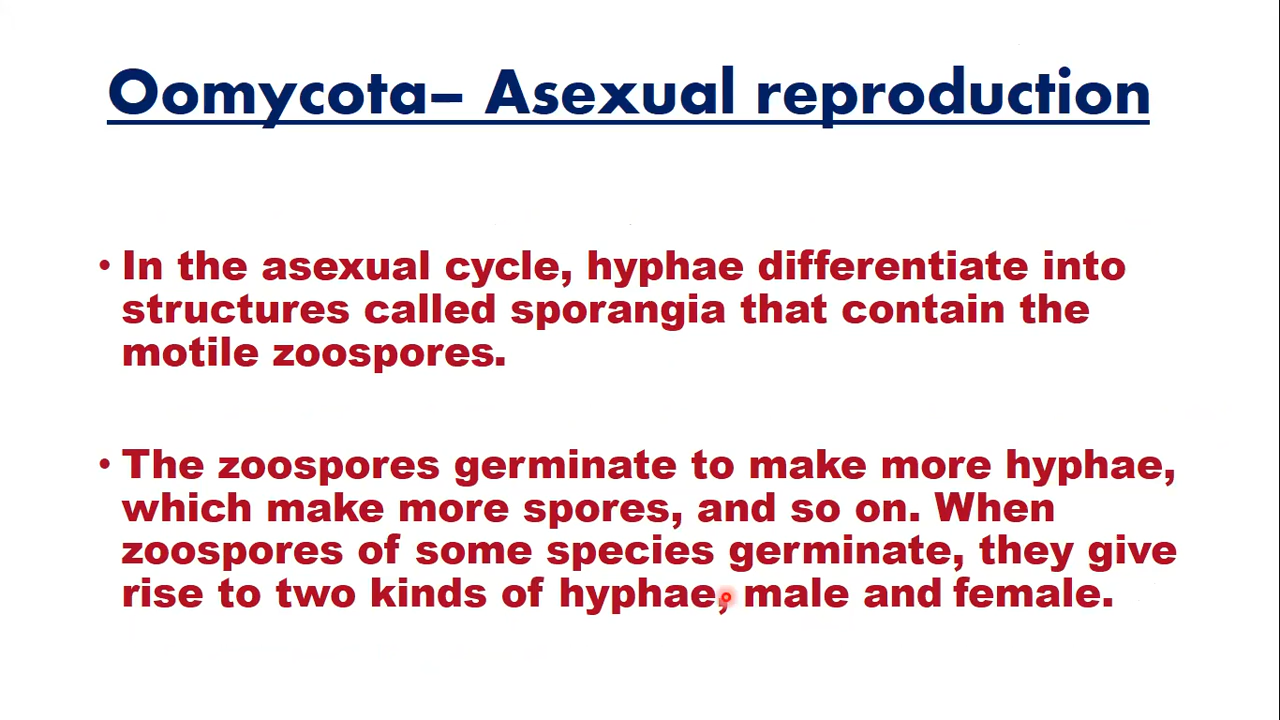 Oomycota– Asexual reproduction
• In the asexual cycle, hyphae differentiate into
structures called sporangia that contain the
motile zoospores.
• The zoospores germinate to make more hyphae,
which make more spores, and so on. When
zoospores of some species germinate, they give
rise to two kinds of hyphae, male and female.